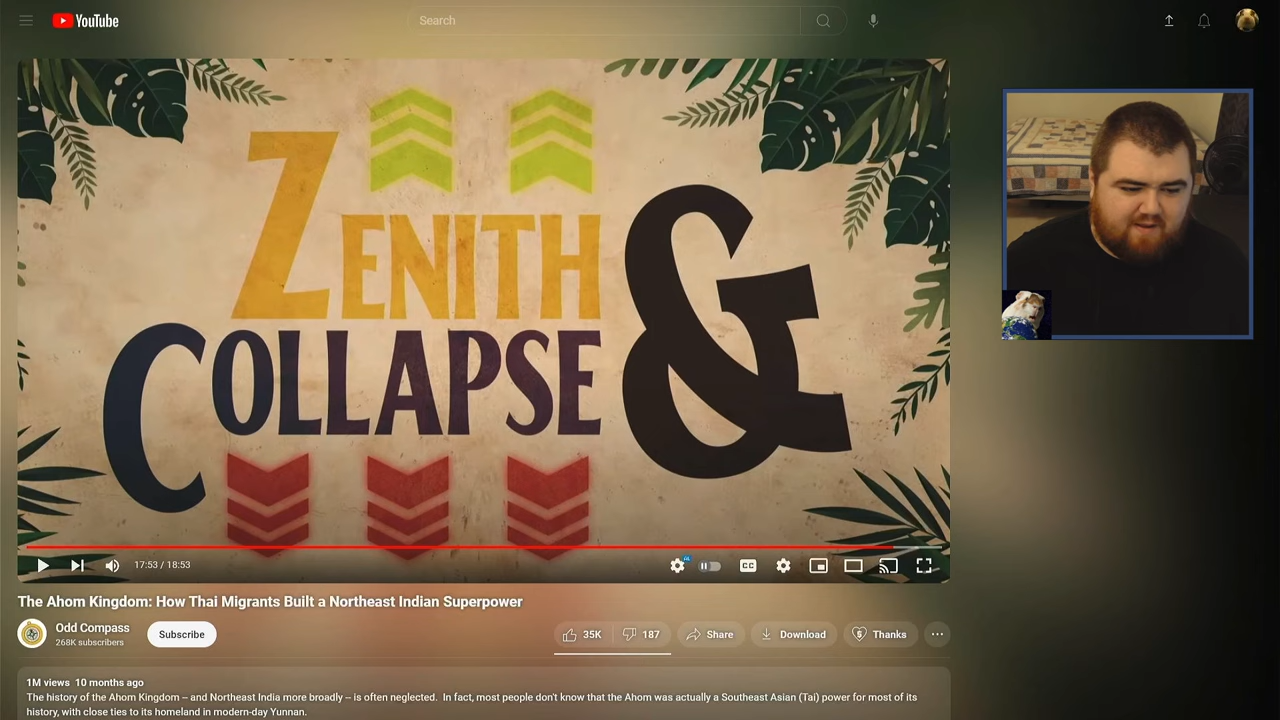 YouTube
Search
ZENITH
&
COLLAPSE
17:53 / 18:53
CC
The Ahom Kingdom: How Thai Migrants Built a Northeast Indian Superpower
Odd Compass
268K subscribers
Subscribe
35K
187
Share
Download
Thanks
1M views 10 months ago
The history of the Ahom Kingdom – and Northeast India more broadly – is often neglected. In fact, most people don't know that the Ahom was actually a Southeast Asian (Tai) power for most of its
history, with close ties to its homeland in modern-day Yunnan.